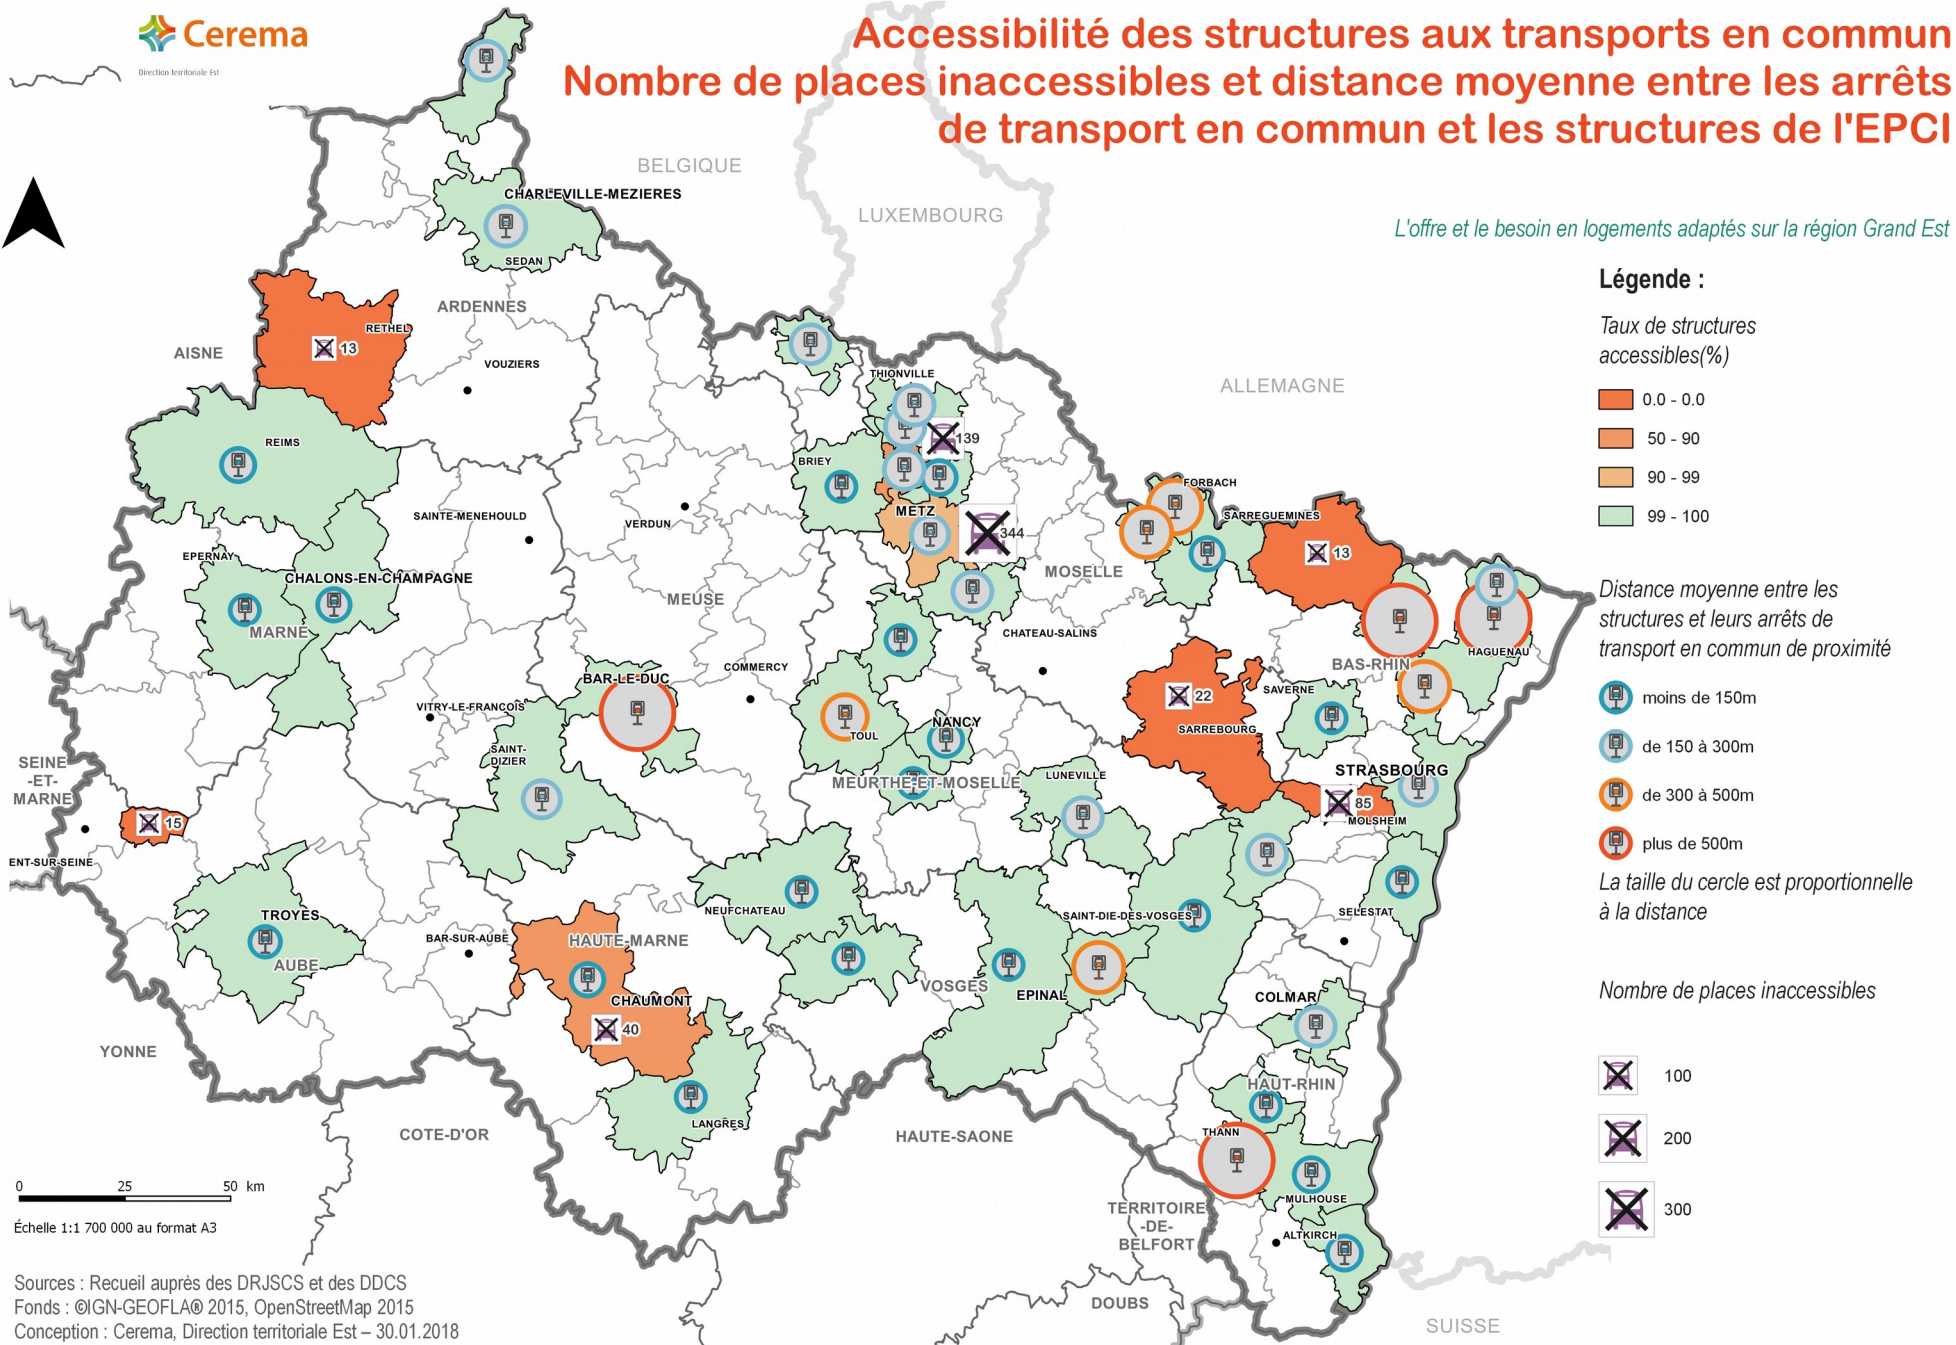 Cerema
Direction territoriale Est
Accessibilité des structures aux transports en commun
Nombre de places inaccessibles et distance moyenne entre les arrêts
de transport en commun et les structures de l'EPCI
L'offre et le besoin en logements adaptés sur la région Grand Est
BELGIQUE
LUXEMBOURG
ALLEMAGNE
CHARLEVILLE-MEZIERES
SEDAN
ARDENNES
AISNE
RETHEL
13
VOUZIERS
REIMS
THIONVILLE
139
BRIEY
METZ
344
SAINTE-MENEHOULD
VERDUN
FORBACH
SARREGUEMINES
13
EPERNAY
CHALONS-EN-CHAMPAGNE
MARNE
MEUSE
MOSELLE
CHATEAU-SALINS
HAGUENAU
BAS-RHIN
COMMERCY
BAR-LE-DUC
VITRY-LE-FRANCOIS
SAINT-
DIZIER
TOUL
NANCY
MEURTHE-ET-MOSELLE
LUNEVILLE
22
SARREBOURG
SAVERNE
STRASBOURG
85
MOLSHEIM
SEINE
-ET-
MARNE
15
ENT-SUR-SEINE
TROYES
AUBE
BAR-SUR-AUBE
HAUTE-MARNE
CHAUMONT
40
NEUFCHATEAU
SAINT-DIE-DES-VOSGES
SELESTAT
VOSGES
EPINAL
COLMAR
YONNE
COTE-D'OR
LANGRES
HAUTE-SAONE
HAUT-RHIN
THANN
MULHOUSE
TERRITOIRE
-DE-
BELFORT
ALTKIRCH
DOUBS
SUISSE
Légende :
Taux de structures
accessibles(%)
0.0 - 0.0
50 - 90
90 - 99
99 - 100
Distance moyenne entre les
structures et leurs arrêts de
transport en commun de proximité
moins de 150m
de 150 à 300m
de 300 à 500m
plus de 500m
La taille du cercle est proportionnelle
à la distance
Nombre de places inaccessibles
100
200
300
0 25 50 km
Échelle 1:1 700 000 au format A3
Sources : Recueil auprès des DRJSCS et des DDCS
Fonds : ©IGN-GEOFLA® 2015, OpenStreetMap 2015
Conception : Cerema, Direction territoriale Est – 30.01.2018